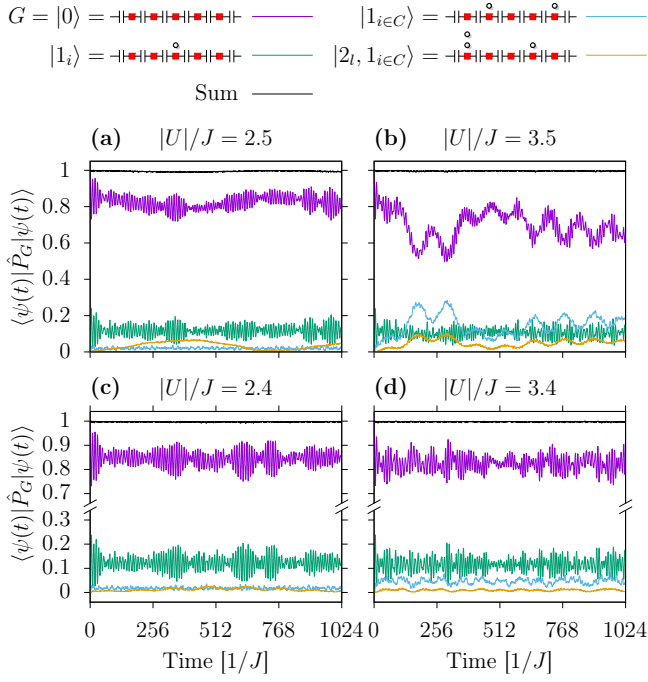 G = |0⟩ =
|1_{i∈C}⟩ =
|1_i⟩ =
|2_l, 1_{i∈C}⟩ =
Sum
(a) |U|/J = 2.5
(b) |U|/J = 3.5
⟨ψ(t)|P̂_G|ψ(t)⟩
1
0.8
0.6
0.4
0.2
0
(c) |U|/J = 2.4
(d) |U|/J = 3.4
⟨ψ(t)|P̂_G|ψ(t)⟩
1
0.9
0.8
0.7
0.3
0.2
0.1
0
0 256 512 768 1024
0 256 512 768 1024
Time [1/J]
Time [1/J]